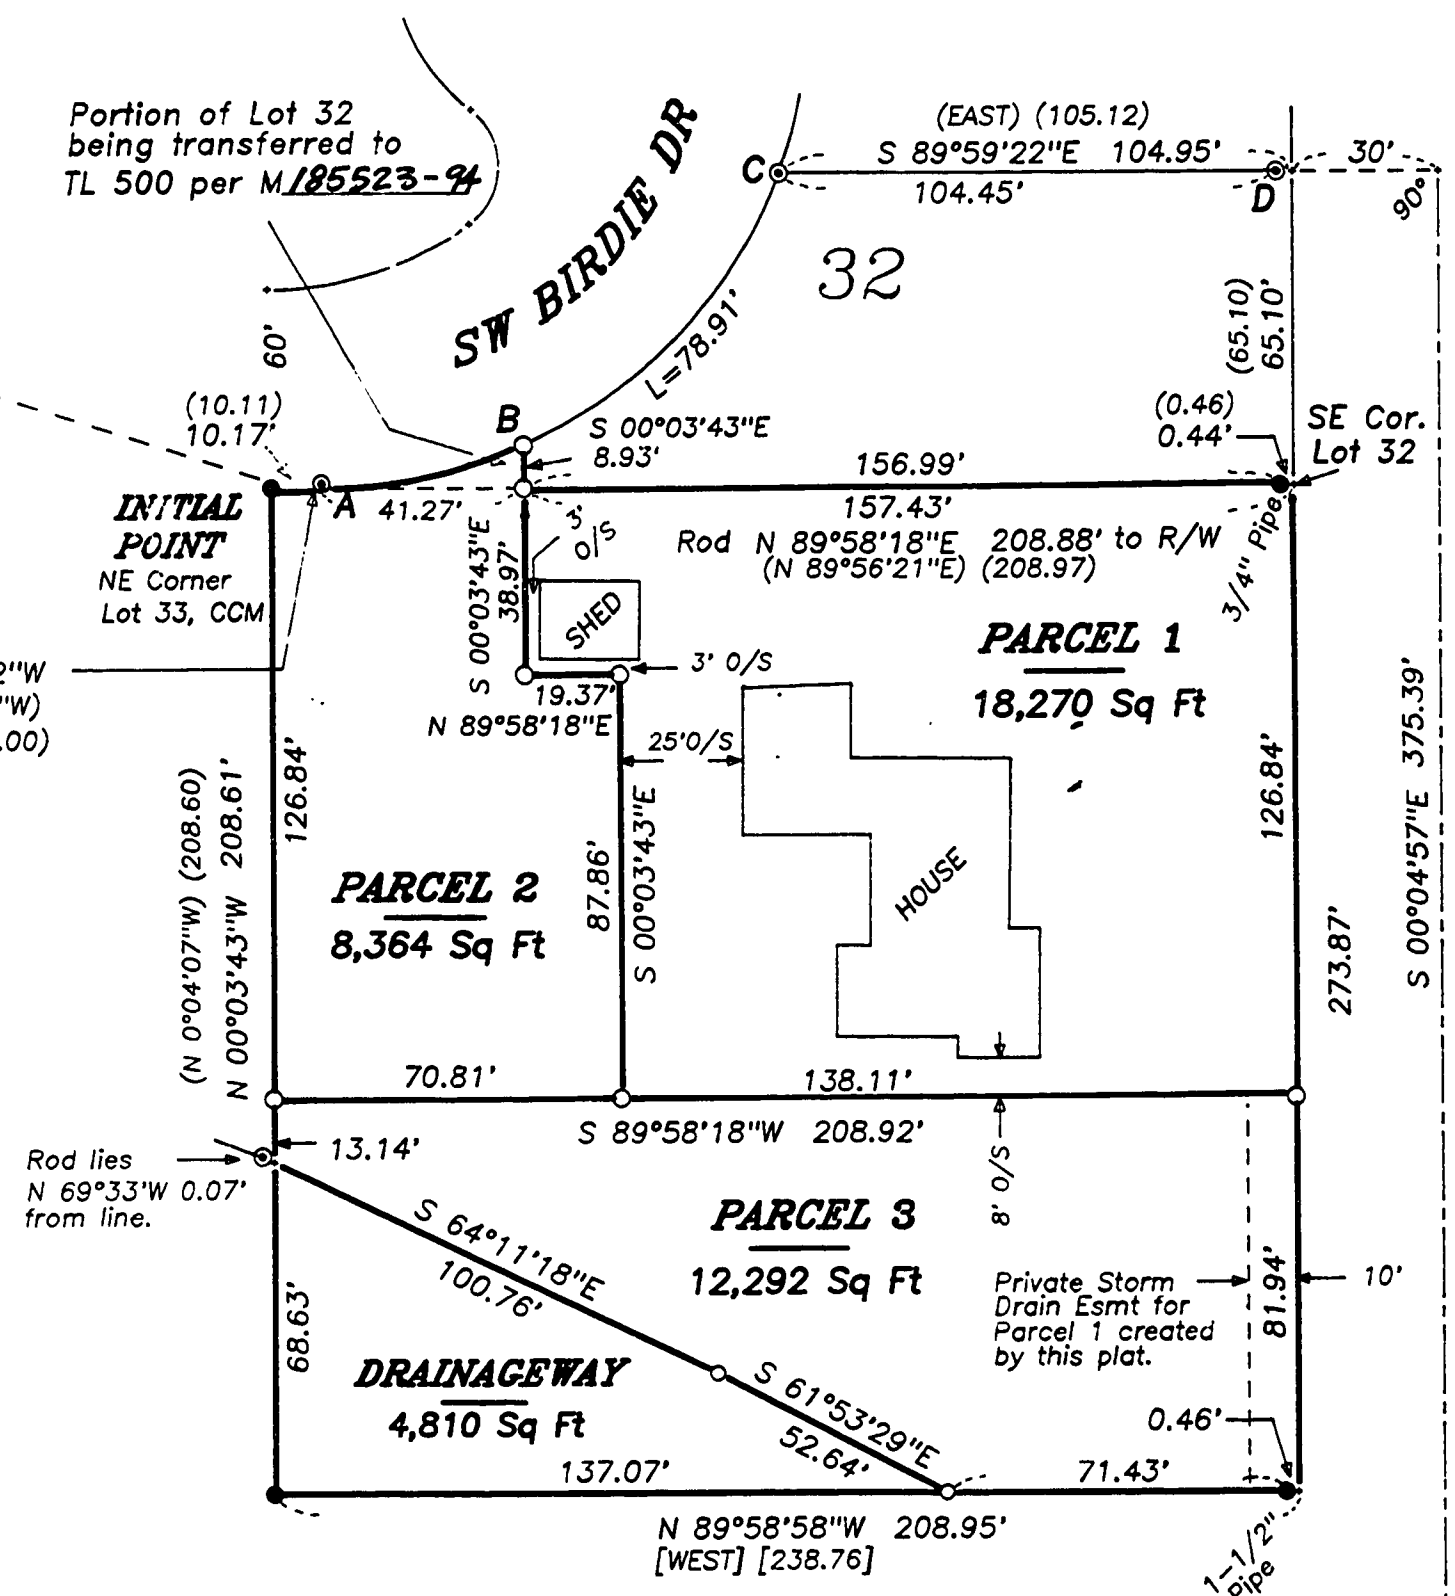 Portion of Lot 32
being transferred to
TL 500 per M 185523-94
SW BIRDIE DR
(EAST) (105.12)
S 89°59'22"E 104.95'
104.45'
30'
90°
C
D
32
(65.10)
65.10'
60'
L=78.91'
(10.11)
10.17'
B
S 00°03'43"E
8.93'
(0.46)
0.44'
SE Cor.
Lot 32
156.99'
157.43'
A
41.27'
INITIAL
POINT
NE Corner
Lot 33, CCM
3'
O/S
Rod N 89°58'18"E 208.88' to R/W
(N 89°56'21"E) (208.97)
3/4" Pipe
S 00°03'43"E
38.97'
SHED
2"W
"W)
.00)
3' O/S
19.37'
N 89°58'18"E
PARCEL 1
18,270 Sq Ft
25'O/S
(N 0°04'07"W) (208.60)
N 00°03'43"W 208.61'
126.84'
87.86'
S 00°03'43"E
HOUSE
126.84'
273.87'
S 00°04'57"E 375.39'
PARCEL 2
8,364 Sq Ft
70.81'
138.11'
S 89°58'18"W 208.92'
8' O/S
13.14'
Rod lies
N 69°33'W 0.07'
from line.
S 64°11'18"E
100.76'
PARCEL 3
12,292 Sq Ft
Private Storm
Drain Esmt for
Parcel 1 created
by this plat.
81.94'
10'
68.63'
DRAINAGEWAY
4,810 Sq Ft
S 61°53'29"E
52.64'
0.46'
137.07'
71.43'
N 89°58'58"W 208.95'
[WEST] [238.76]
1-1/2"
Pipe